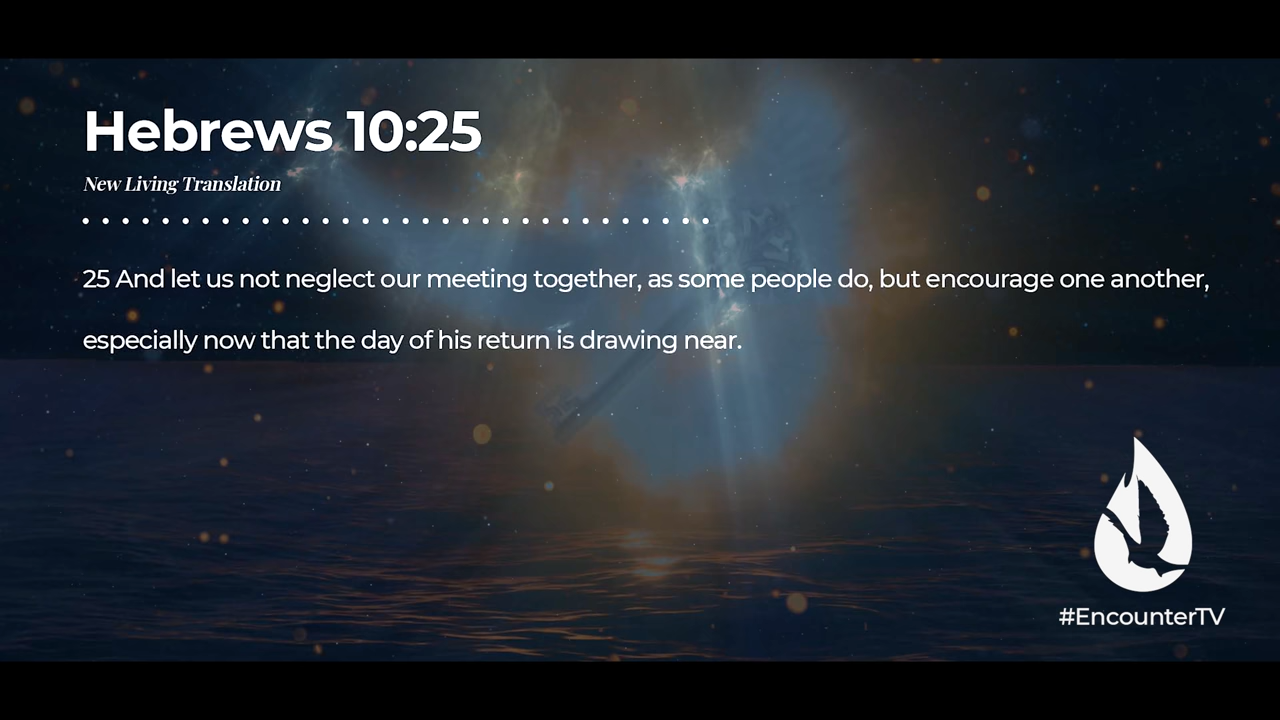 Hebrews 10:25
New Living Translation
25 And let us not neglect our meeting together, as some people do, but encourage one another,
especially now that the day of his return is drawing near.
#EncounterTV